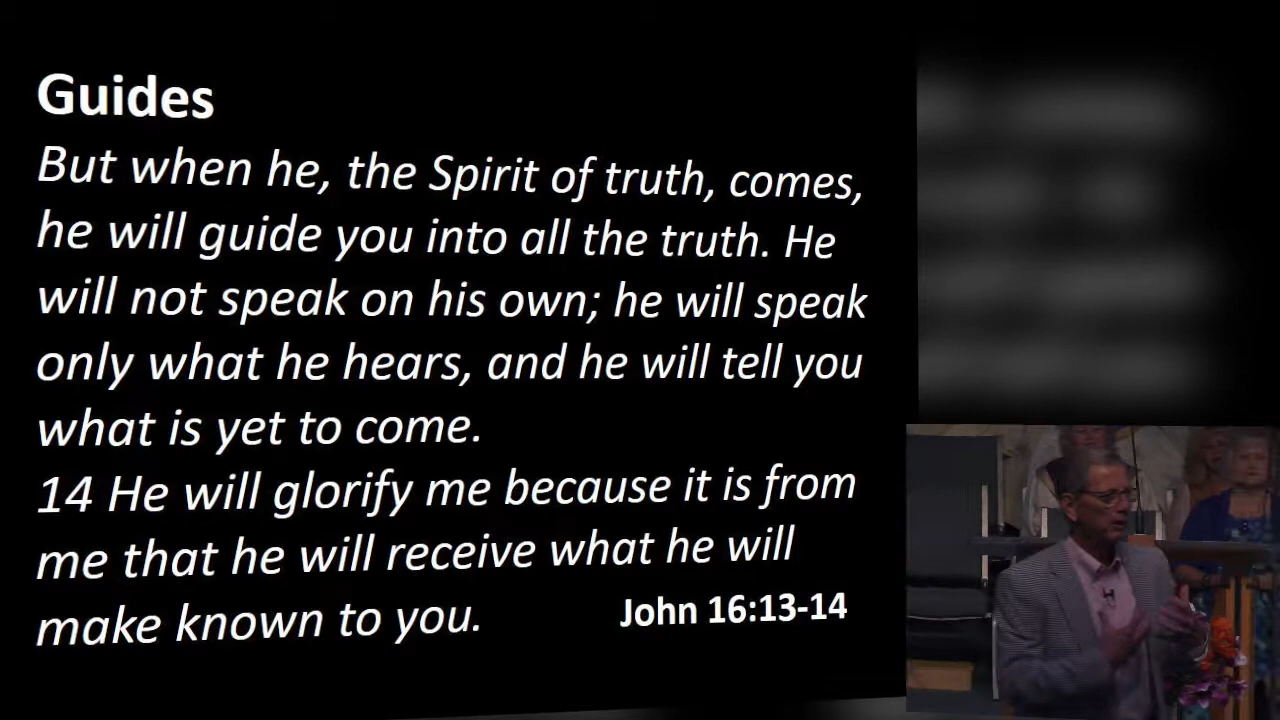 Guides
But when he, the Spirit of truth, comes,
he will guide you into all the truth. He
will not speak on his own; he will speak
only what he hears, and he will tell you
what is yet to come.
14 He will glorify me because it is from
me that he will receive what he will
make known to you.
John 16:13-14